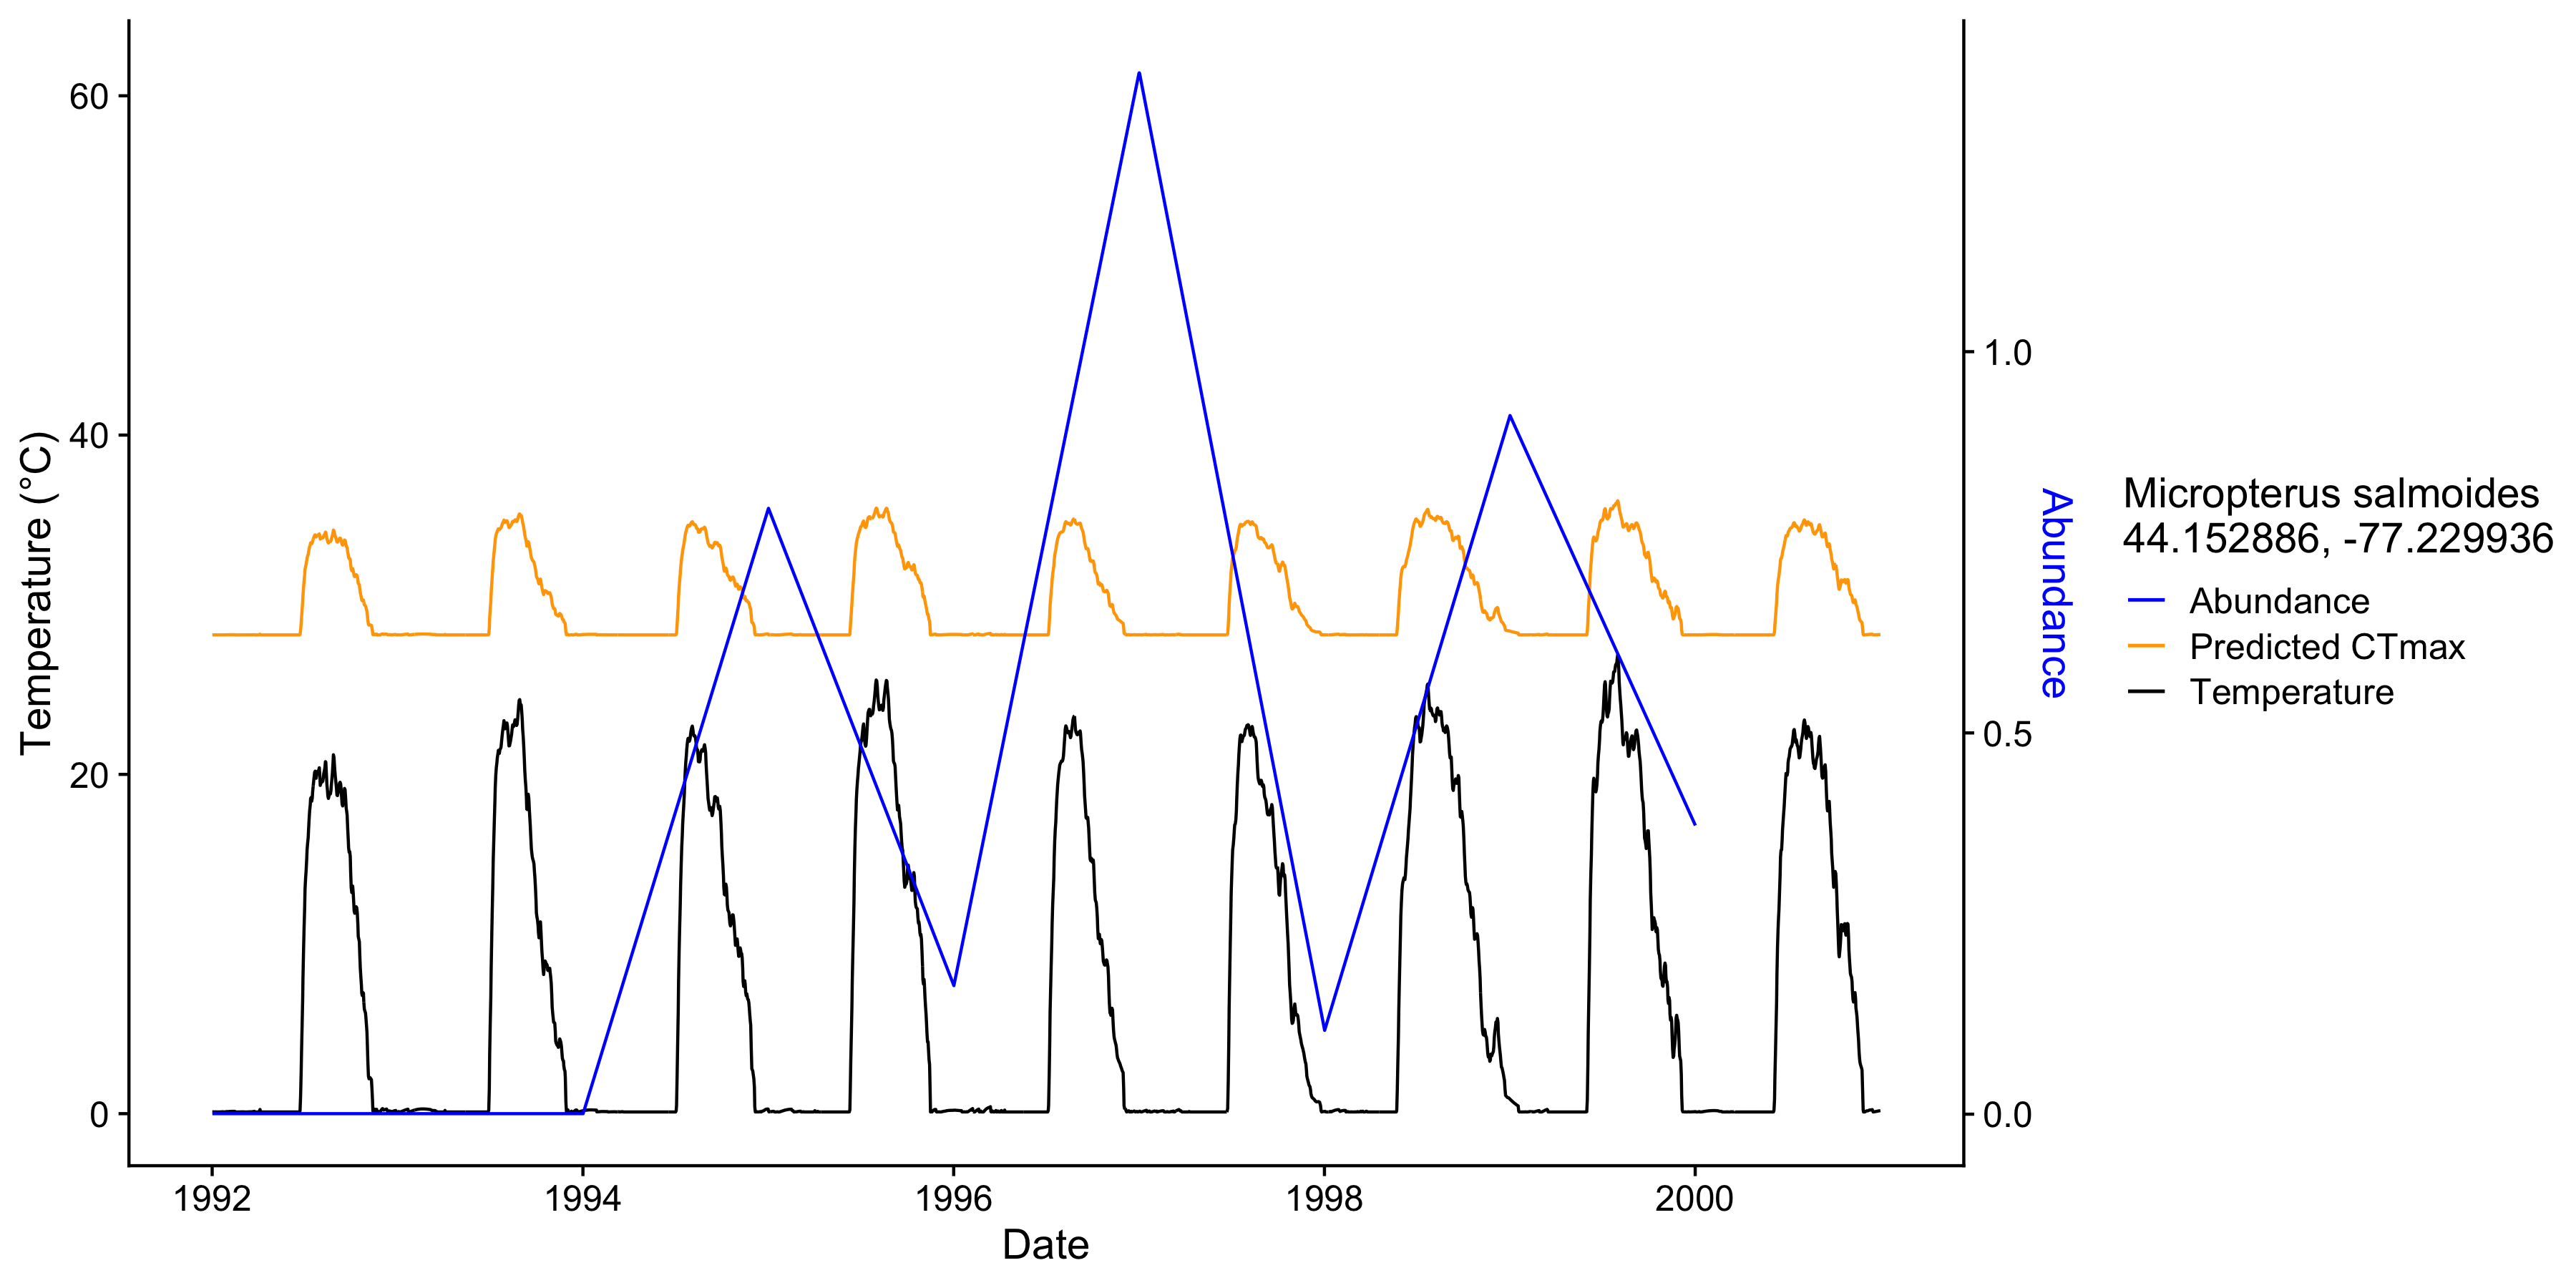 60
40
20
0
Temperature (°C)
1992
1994
1996
1998
2000
Date
1.0
0.5
0.0
Abundance
Micropterus salmoides
44.152886, -77.229936
Abundance
Predicted CTmax
Temperature